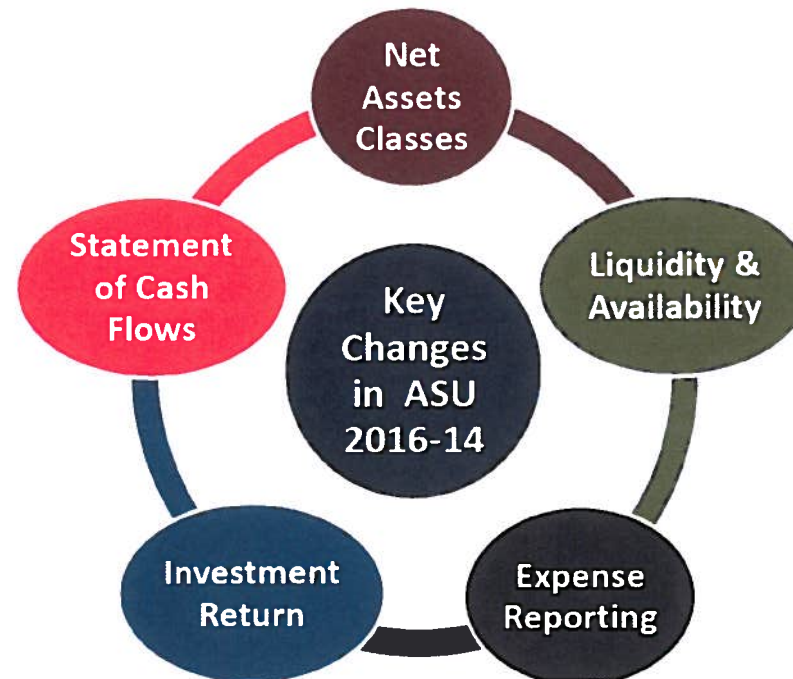 Net
Assets
Classes
Liquidity &
Availability
Expense
Reporting
Investment
Return
Statement
of Cash
Flows
Key
Changes
in ASU
2016-14